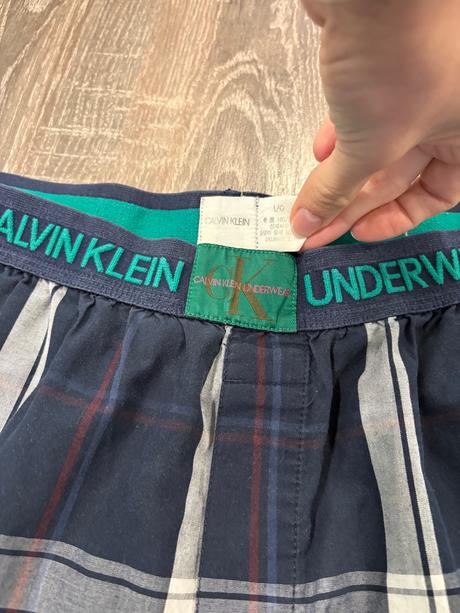 CALVIN KLEIN
L/G
ALVIN KLEIN
CK
CALVIN KLEIN UNDERWEAR
UNDERW